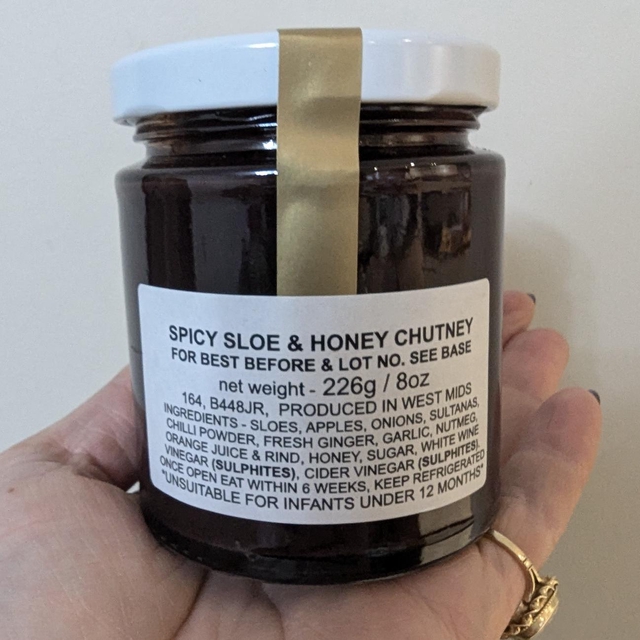 SPICY SLOE & HONEY CHUTNEY
FOR BEST BEFORE & LOT NO. SEE BASE
net weight - 226g / 8oz
164, B448JR, PRODUCED IN WEST MIDS
INGREDIENTS - SLOES, APPLES, ONIONS, SULTANAS,
CHILLI POWDER, FRESH GINGER, GARLIC, NUTMEG,
ORANGE JUICE & RIND, HONEY, SUGAR, WHITE WINE
VINEGAR (SULPHITES), CIDER VINEGAR (SULPHITES),
ONCE OPEN EAT WITHIN 6 WEEKS, KEEP REFRIGERATED
*UNSUITABLE FOR INFANTS UNDER 12 MONTHS*